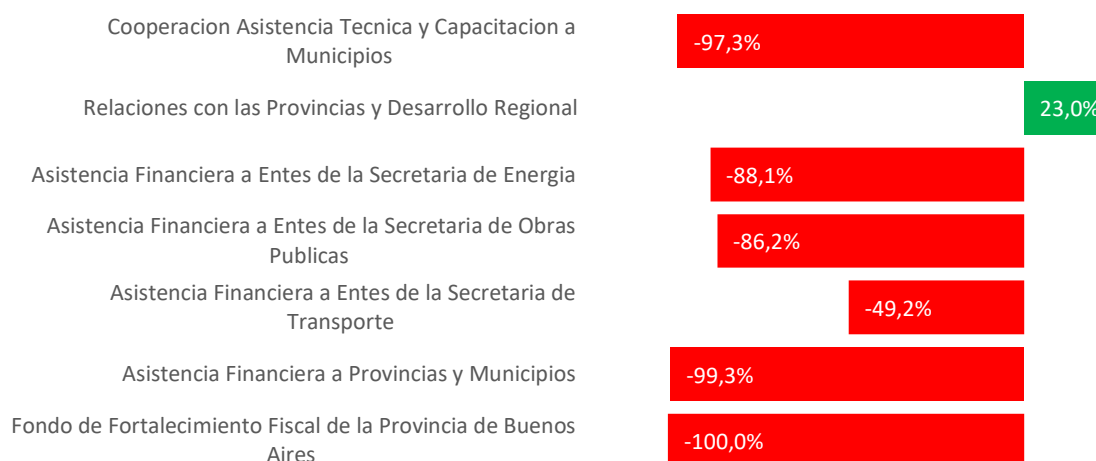 Cooperacion Asistencia Tecnica y Capacitacion a
Municipios
-97,3%
Relaciones con las Provincias y Desarrollo Regional
23,0%
Asistencia Financiera a Entes de la Secretaria de Energia
-88,1%
Asistencia Financiera a Entes de la Secretaria de Obras
Publicas
-86,2%
Asistencia Financiera a Entes de la Secretaria de
Transporte
-49,2%
Asistencia Financiera a Provincias y Municipios
-99,3%
Fondo de Fortalecimiento Fiscal de la Provincia de Buenos
Aires
-100,0%